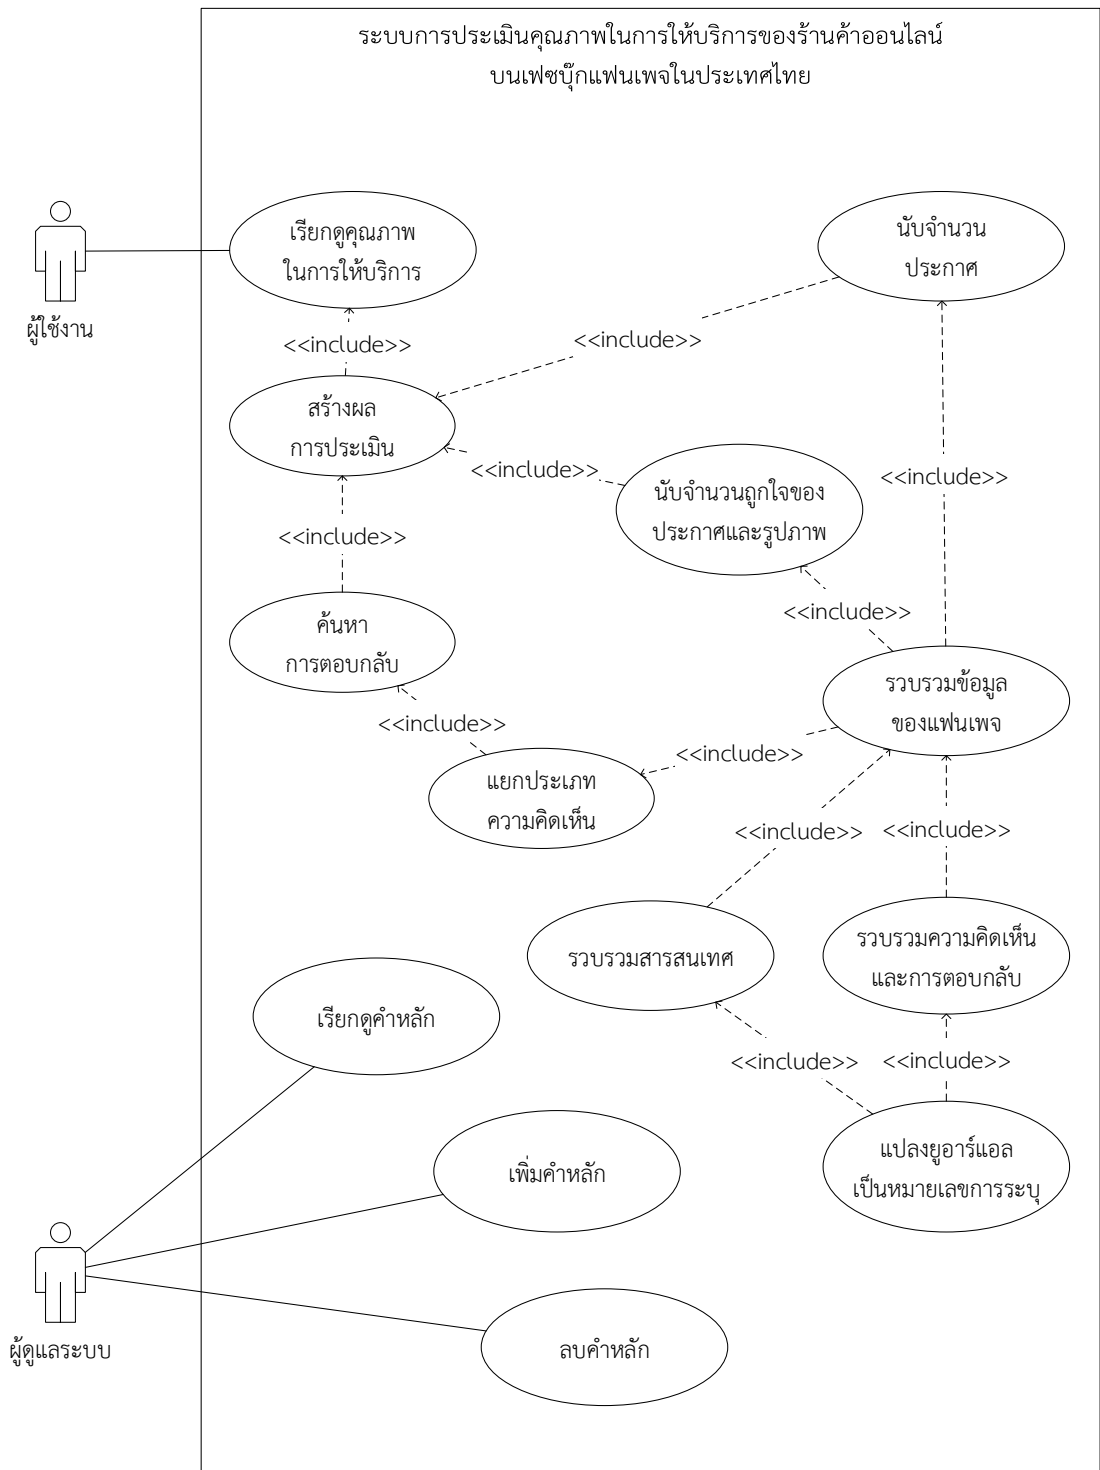 ระบบการประเมินคุณภาพในการให้บริการของร้านค้าออนไลน์
บนเฟซบุ๊กแฟนเพจในประเทศไทย
เรียกดูคุณภาพ
ในการให้บริการ
นับจำนวน
ประกาศ
ผู้ใช้งาน
<<include>>
<<include>>
สร้างผล
การประเมิน
<<include>>
นับจำนวนถูกใจของ
ประกาศและรูปภาพ
<<include>>
<<include>>
<<include>>
ค้นหา
การตอบกลับ
รวบรวมข้อมูล
ของแฟนเพจ
<<include>>
<<include>>
แยกประเภท
ความคิดเห็น
<<include>>
<<include>>
รวบรวมสารสนเทศ
รวบรวมความคิดเห็น
และการตอบกลับ
เรียกดูคำหลัก
<<include>>
<<include>>
เพิ่มคำหลัก
แปลงยูอาร์แอล
เป็นหมายเลขการระบุ
ผู้ดูแลระบบ
ลบคำหลัก